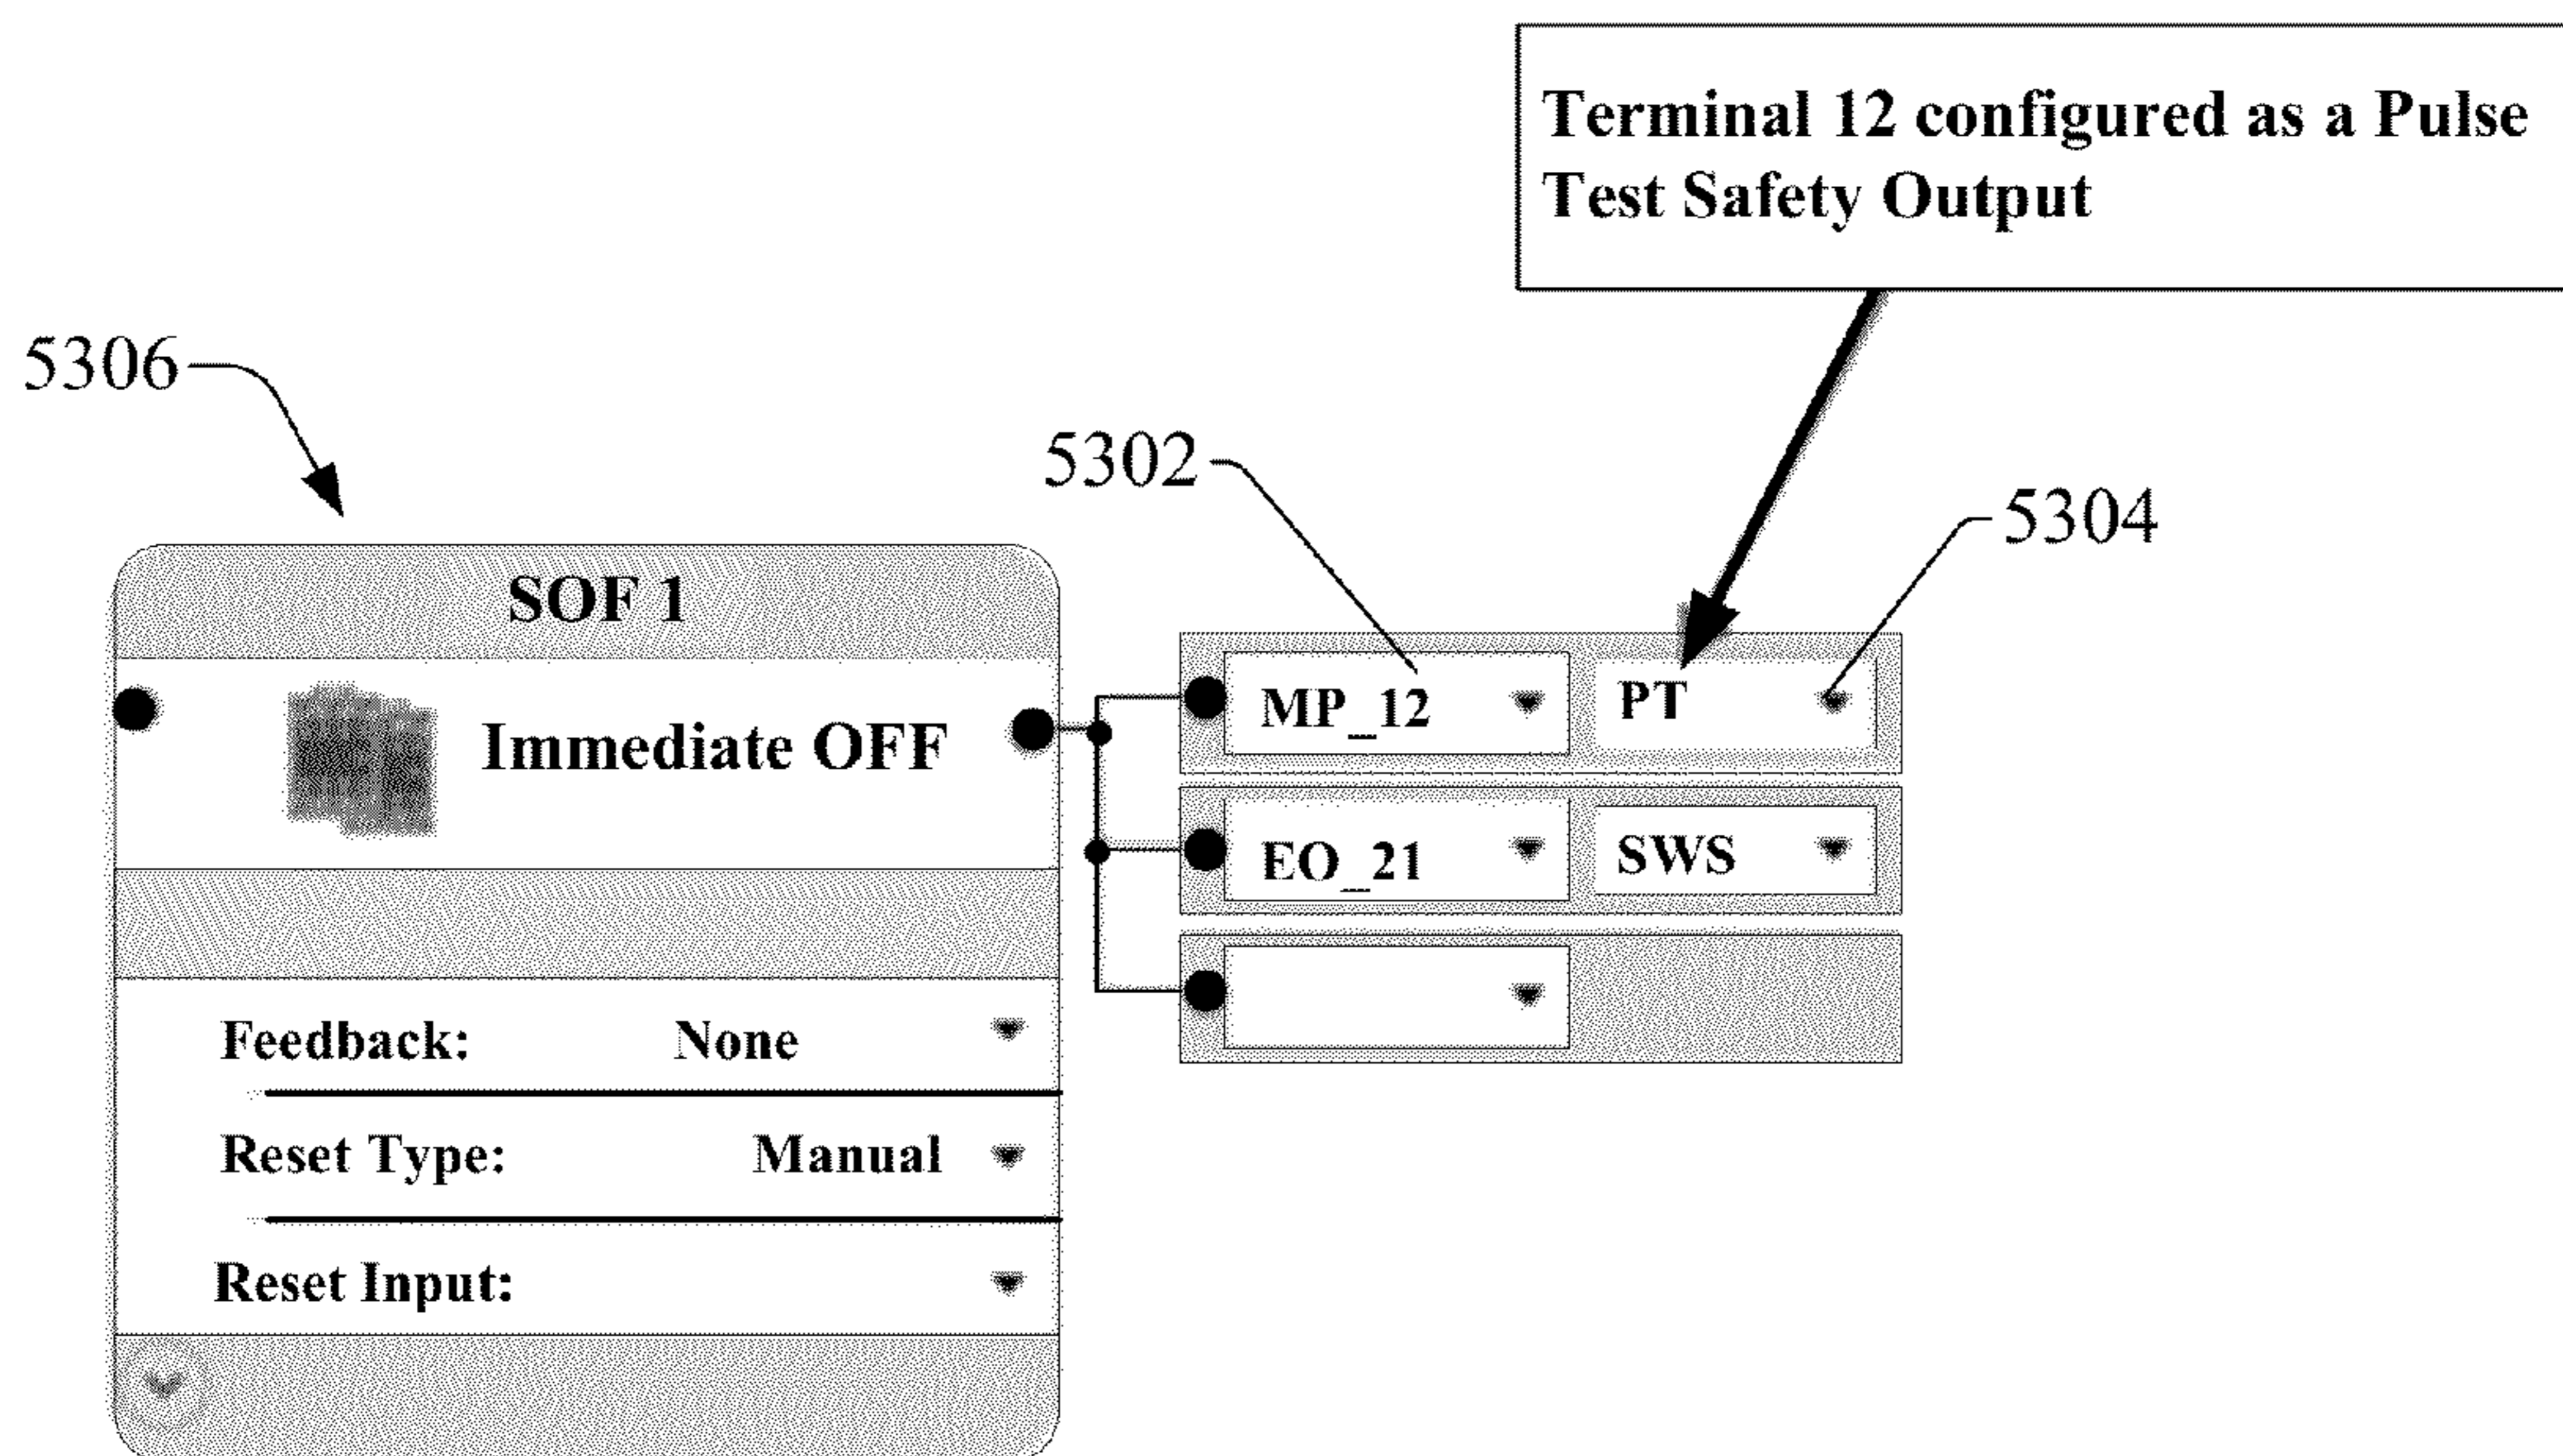 Terminal 12 configured as a Pulse
Test Safety Output
5306
5302
5304
SOF 1
Immediate OFF
MP_12
PT
EO_21
SWS
Feedback: None
Reset Type: Manual
Reset Input: